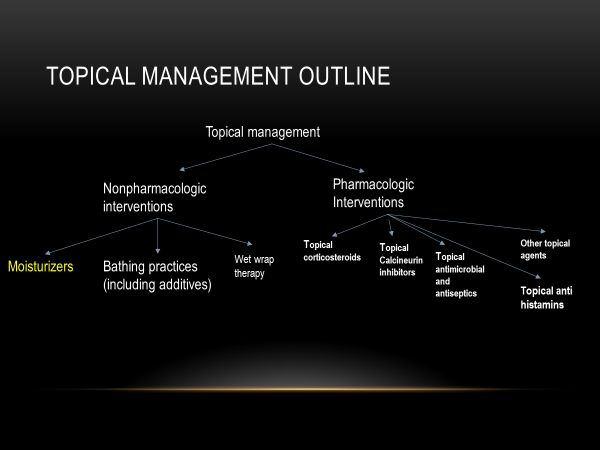 TOPICAL MANAGEMENT OUTLINE
Topical management
Nonpharmacologic
interventions
Pharmacologic
Interventions
Moisturizers
Bathing practices
(including additives)
Wet wrap
therapy
Topical
corticosteroids
Topical
Calcineurin
inhibitors
Topical
antimicrobial
and
antiseptics
Other topical
agents
Topical anti
histamins